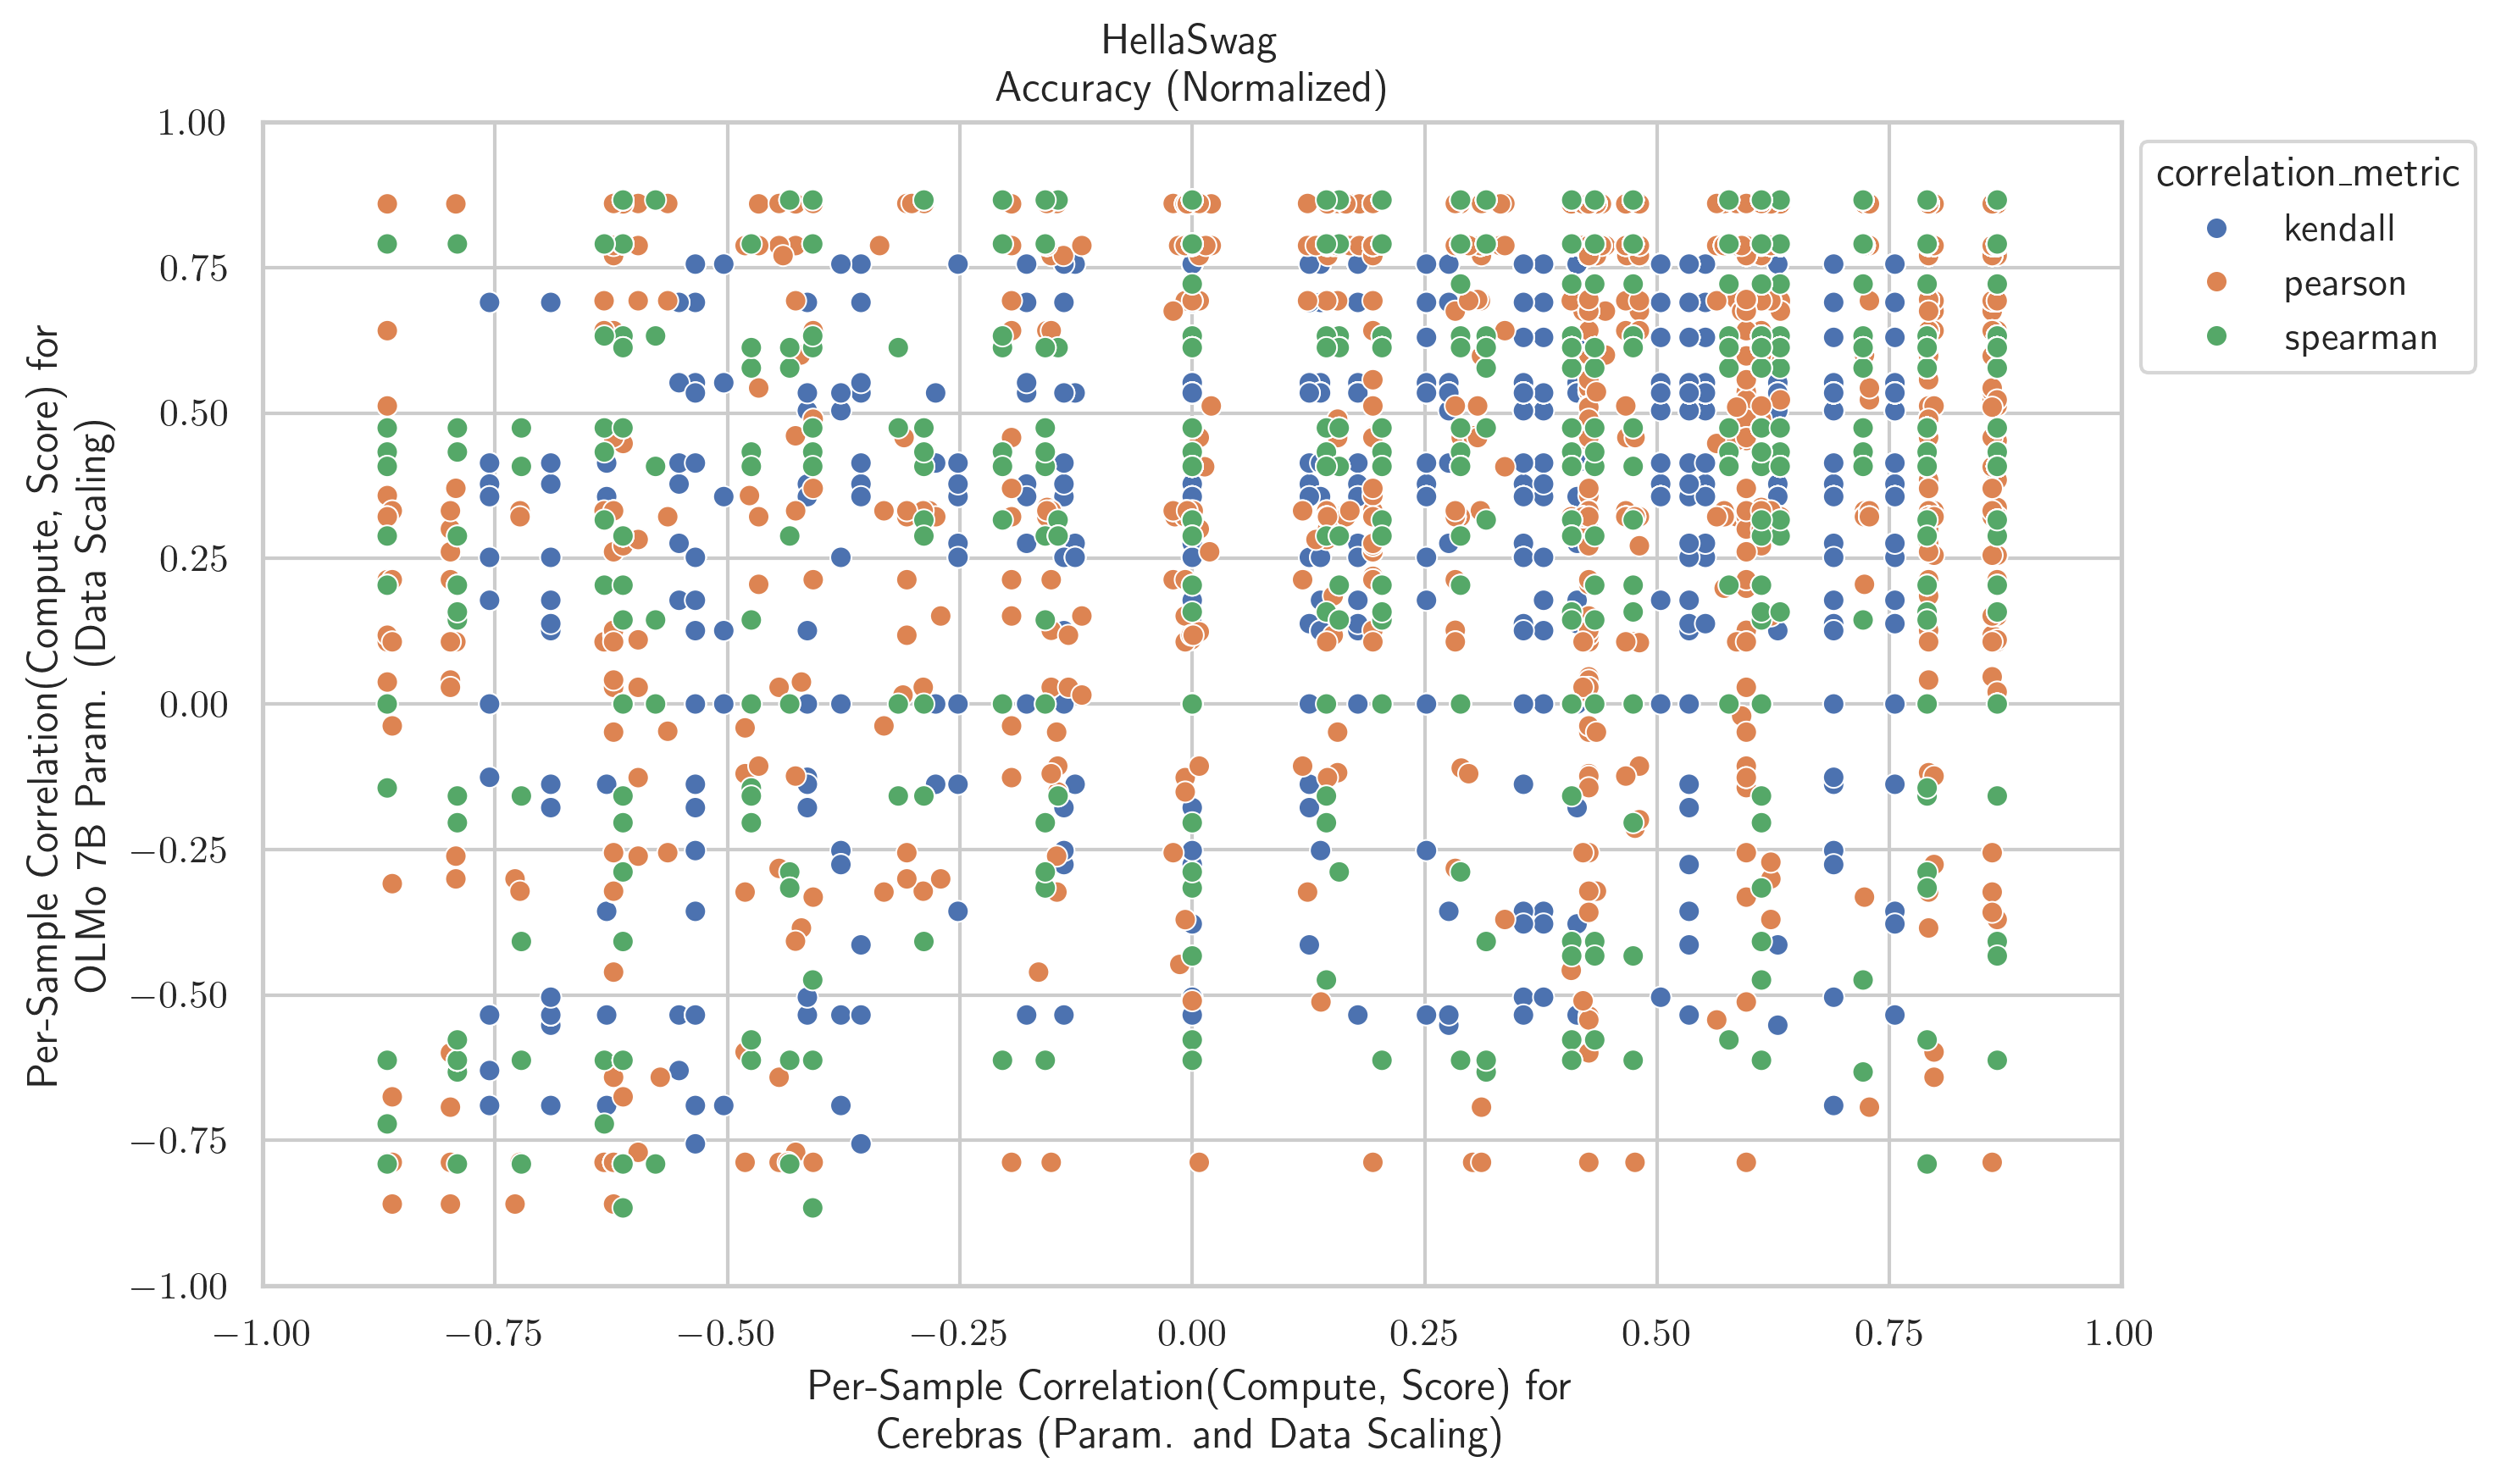 HellaSwag
Accuracy (Normalized)
Per-Sample Correlation(Compute, Score) for
OLMo 7B Param. (Data Scaling)
1.00
0.75
0.50
0.25
0.00
−0.25
−0.50
−0.75
−1.00
−1.00
−0.75
−0.50
−0.25
0.00
0.25
0.50
0.75
1.00
Per-Sample Correlation(Compute, Score) for
Cerebras (Param. and Data Scaling)
correlation_metric
kendall
pearson
spearman